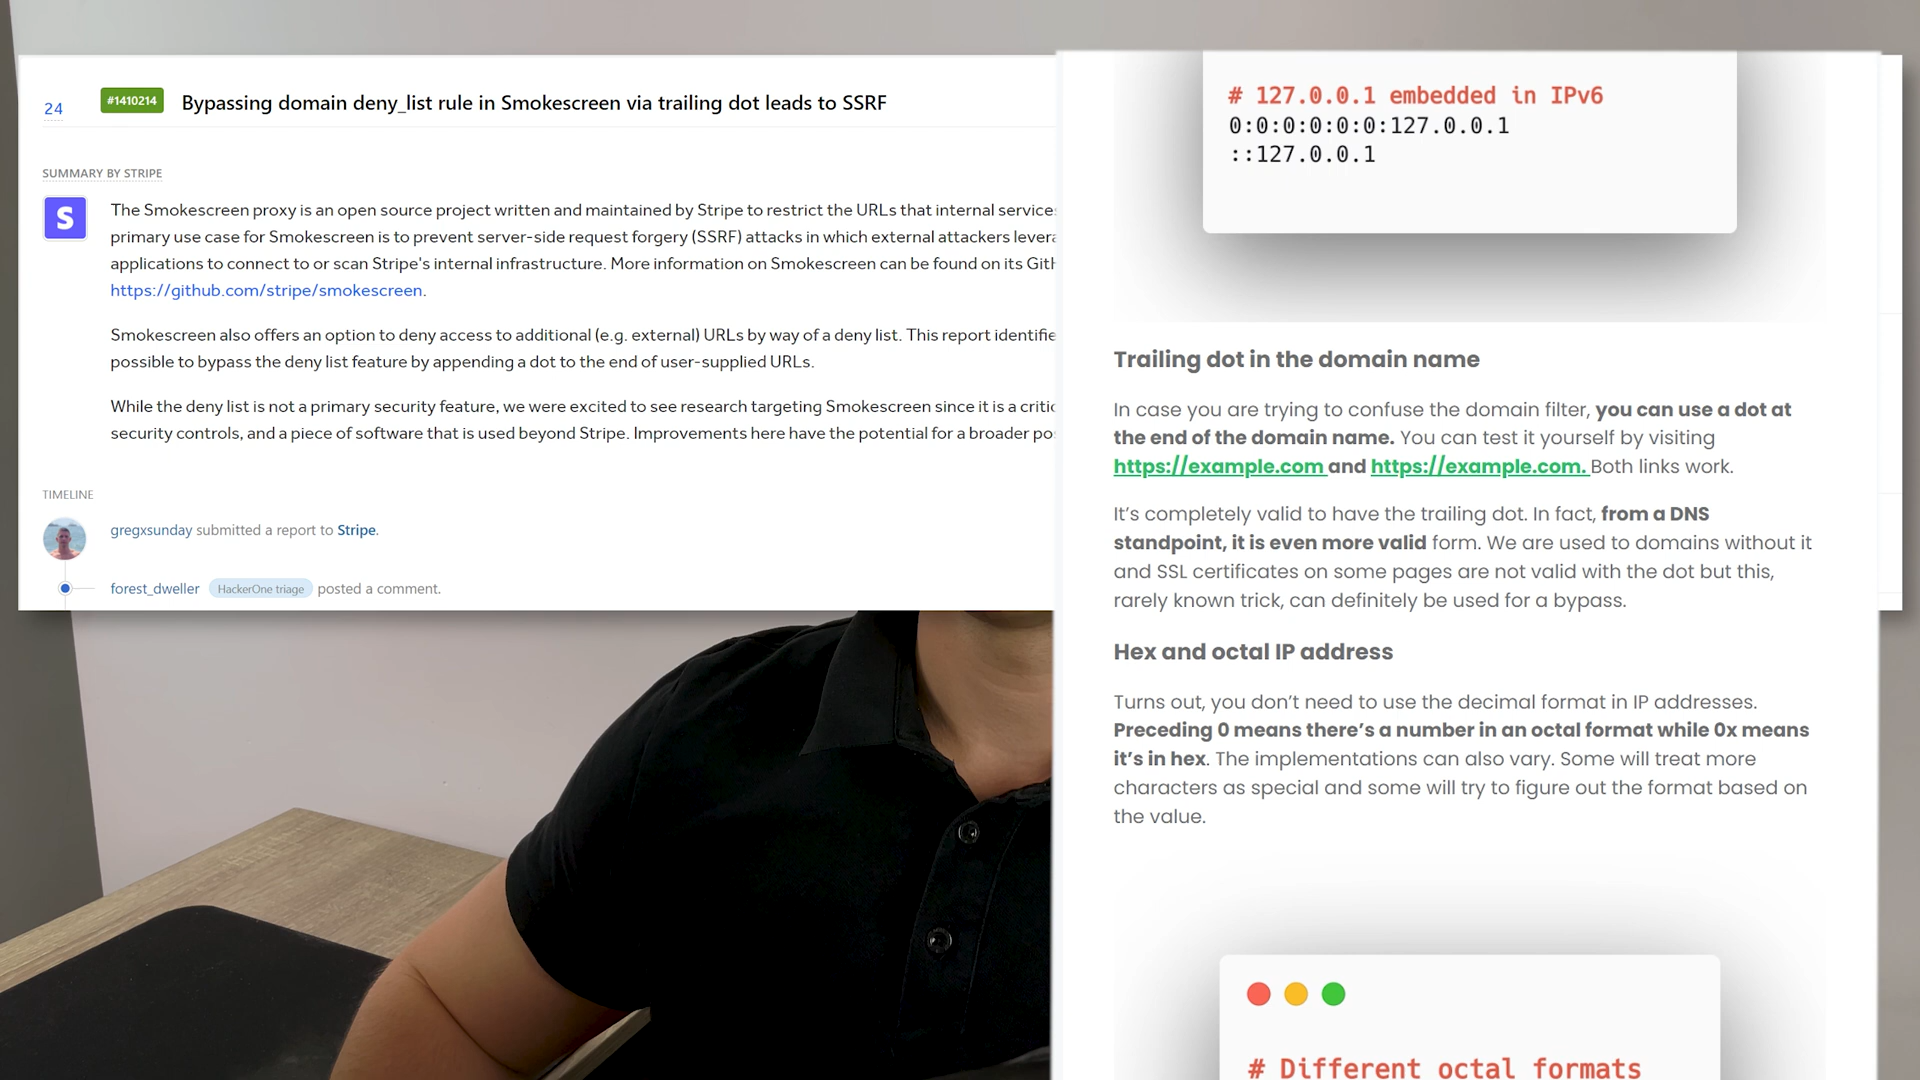 24
#1410214
Bypassing domain deny_list rule in Smokescreen via trailing dot leads to SSRF
SUMMARY BY STRIPE
S
The Smokescreen proxy is an open source project written and maintained by Stripe to restrict the URLs that internal
primary use case for Smokescreen is to prevent server-side request forgery (SSRF) attacks in which external attackers
applications to connect to or scan Stripe's internal infrastructure. More information on Smokescreen can be found on its
https://github.com/stripe/smokescreen.
Smokescreen also offers an option to deny access to additional (e.g. external) URLs by way of a deny list. This report
possible to bypass the deny list feature by appending a dot to the end of user-supplied URLs.
While the deny list is not a primary security feature, we were excited to see research targeting Smokescreen since it is a
security controls, and a piece of software that is used beyond Stripe. Improvements here have the potential for a broader
TIMELINE
gregxsunday submitted a report to Stripe.
forest_dweller HackerOne triage posted a comment.
# 127.0.0.1 embedded in IPv6
0:0:0:0:0:0:127.0.0.1
::127.0.0.1
Trailing dot in the domain name
In case you are trying to confuse the domain filter, you can use a dot at
the end of the domain name. You can test it yourself by visiting
https://example.com and https://example.com. Both links work.
It's completely valid to have the trailing dot. In fact, from a DNS
standpoint, it is even more valid form. We are used to domains without it
and SSL certificates on some pages are not valid with the dot but this,
rarely known trick, can definitely be used for a bypass.
Hex and octal IP address
Turns out, you don't need to use the decimal format in IP addresses.
Preceding 0 means there's a number in an octal format while 0x means
it's in hex. The implementations can also vary. Some will treat more
characters as special and some will try to figure out the format based on
the value.
# Different octal formats